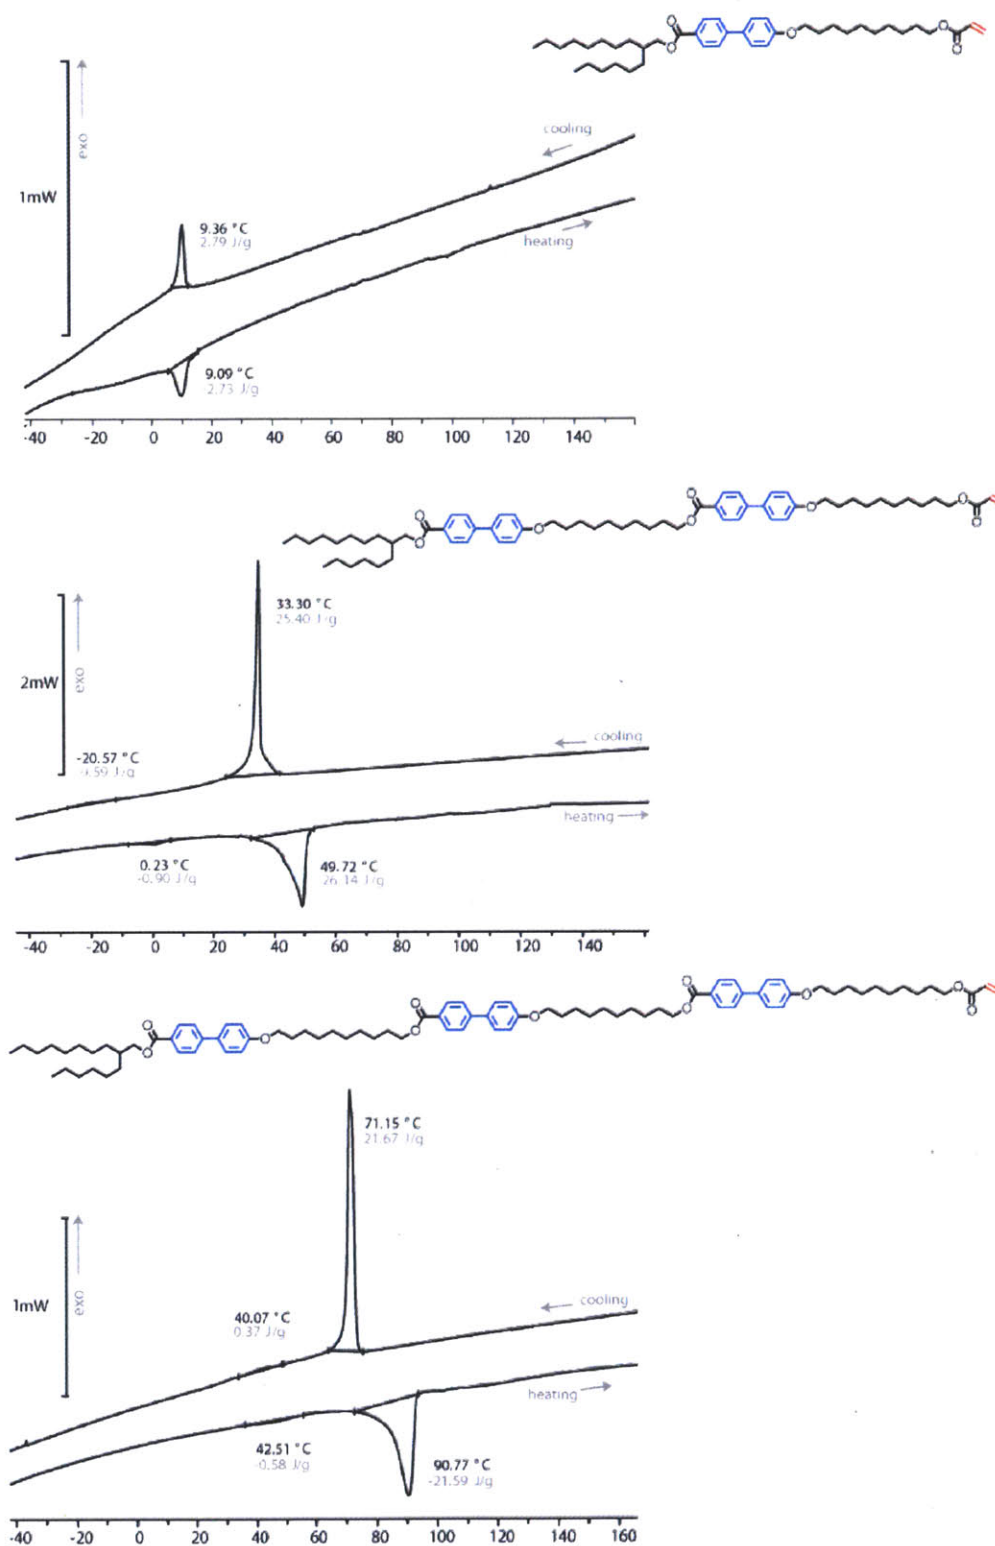 O
O
O
O
O
exo
cooling
1mW
9.36 °C
2.79 J/g
heating
9.09 °C
-2.73 J/g
-40 -20 0 20 40 60 80 100 120 140
O
O
O
O
O
O
O
O
33.30 °C
25.40 J/g
exo
2mW
cooling
-20.57 °C
heating
0.23 °C
-0.90 J/g
49.72 °C
-26.14 J/g
-40 -20 0 20 40 60 80 100 120 140
O
O
O
O
O
O
O
O
O
O
O
71.15 °C
21.67 J/g
exo
1mW
cooling
40.07 °C
0.37 J/g
heating
42.51 °C
-0.58 J/g
90.77 °C
-21.59 J/g
-40 -20 0 20 40 60 80 100 120 140 160